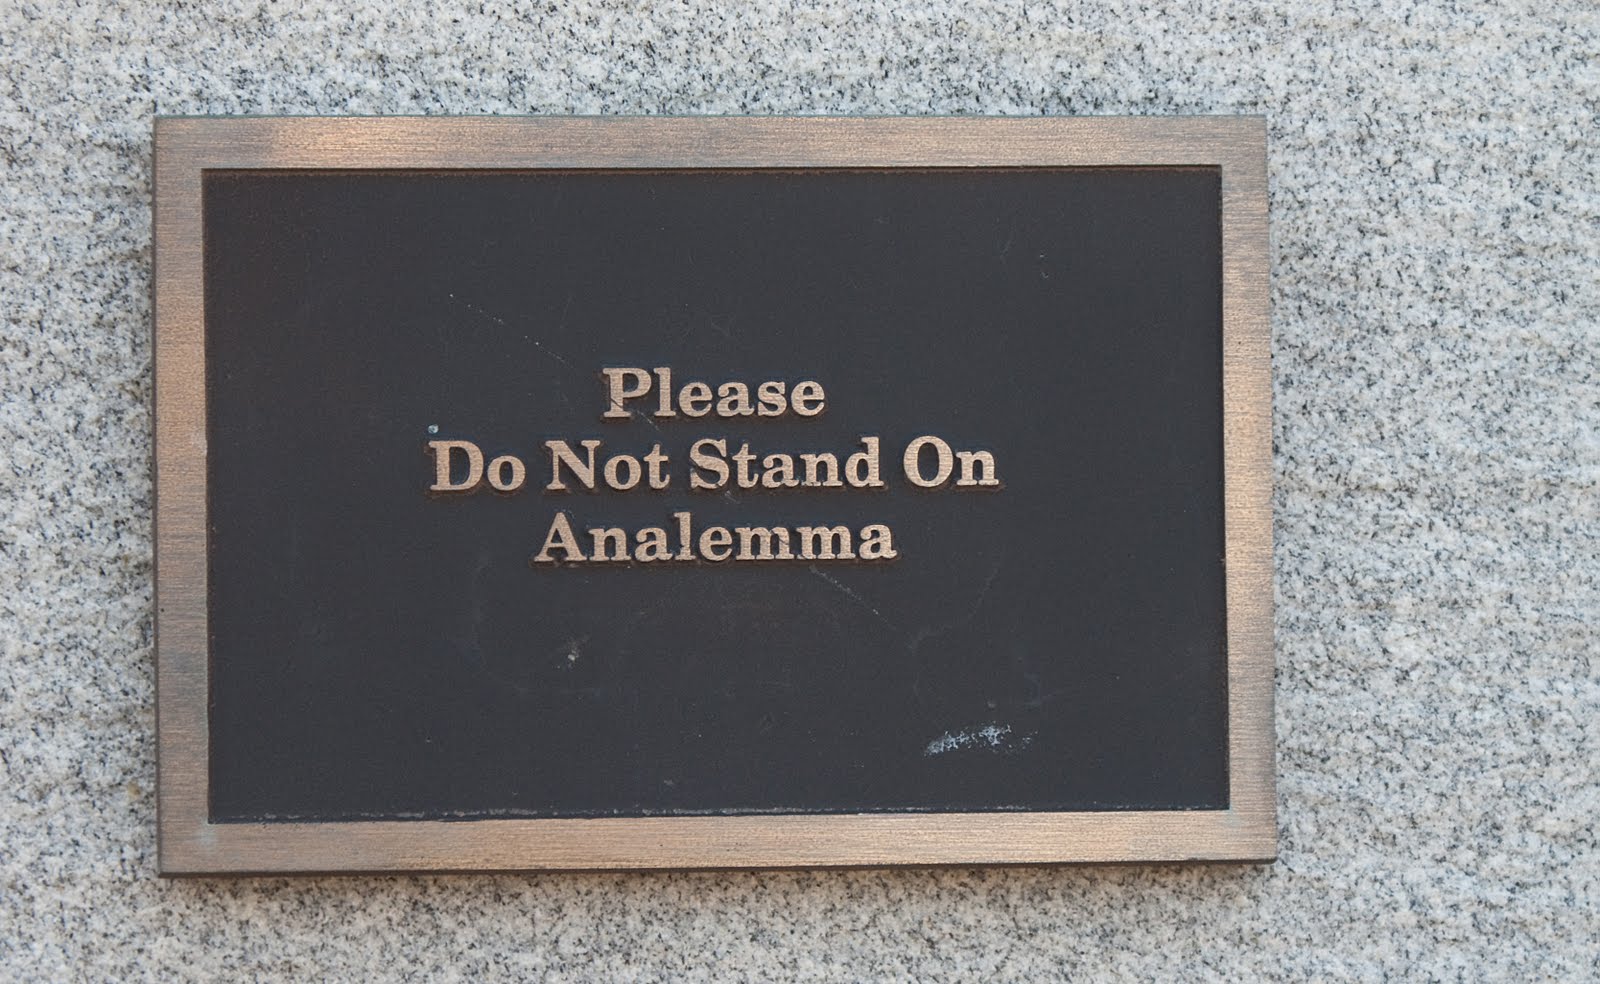 Please
Do Not Stand On
Analemma